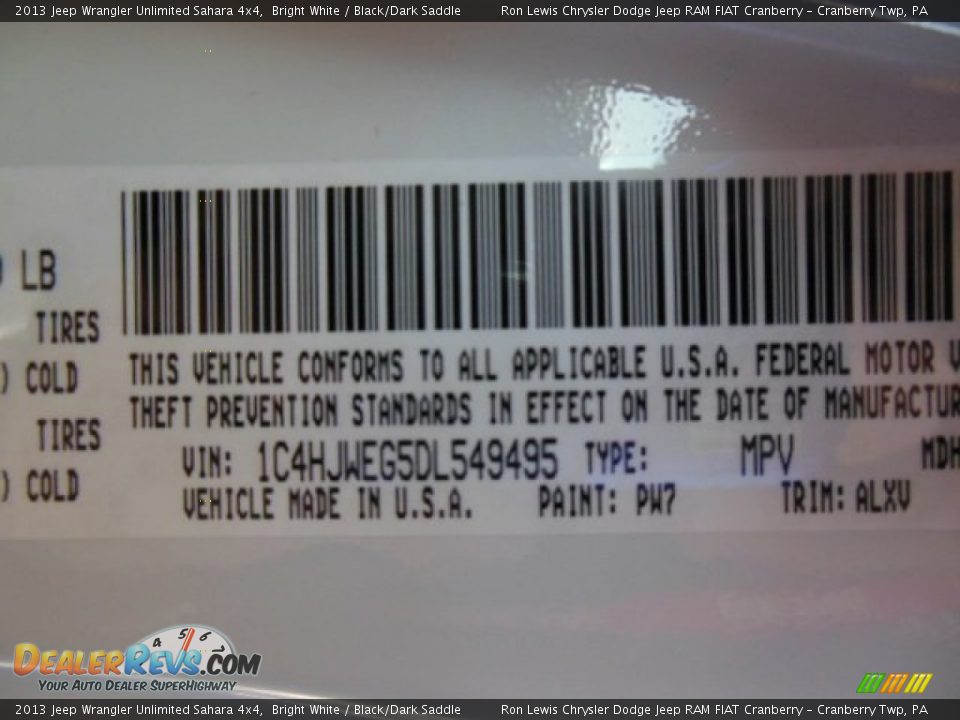 2013 Jeep Wrangler Unlimited Sahara 4x4, Bright White / Black/Dark Saddle Ron Lewis Chrysler Dodge Jeep RAM FIAT Cranberry - Cranberry Twp, PA
LB
TIRES
) COLD
TIRES
) COLD
THIS VEHICLE CONFORMS TO ALL APPLICABLE U.S.A. FEDERAL MOTOR V
THEFT PREVENTION STANDARDS IN EFFECT ON THE DATE OF MANUFACTUR
VIN: 1C4HJWEG5DL549495 TYPE: MPV MDH
VEHICLE MADE IN U.S.A. PAINT: PW7 TRIM: ALXV
4 5 6
DEALERREVS.COM
YOUR AUTO DEALER SUPERHIGHWAY
2013 Jeep Wrangler Unlimited Sahara 4x4, Bright White / Black/Dark Saddle Ron Lewis Chrysler Dodge Jeep RAM FIAT Cranberry - Cranberry Twp, PA